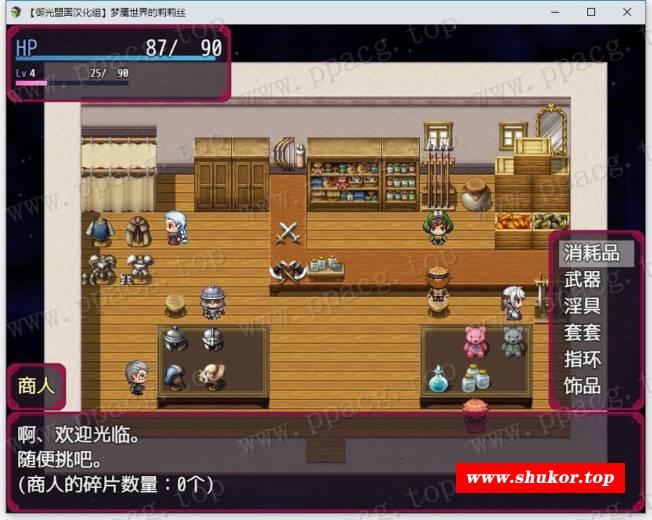 【御光盟国汉化组】梦魇世界的莉莉丝
HP 87/ 90
Lv 4 25/ 90
消耗品
武器
淫具
套套
指环
饰品
商人
啊、欢迎光临。
随便挑吧。
(商人的碎片数量：0个)
www.shukor.top
www.ppacg.top